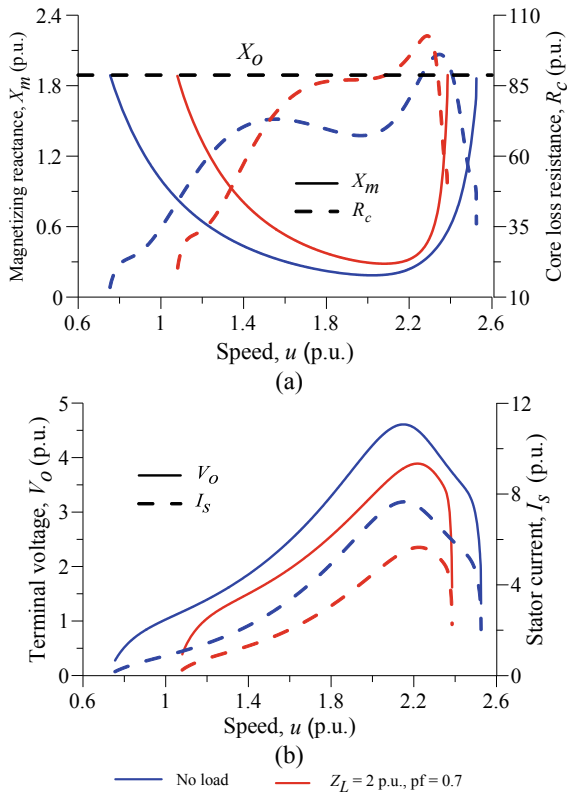 2.4
1.8
1.2
0.6
0
Magnetizing reactance, X_m (p.u.)
X_o
X_m
R_c
110
85
60
35
10
Core loss resistance, R_c (p.u.)
0.6 1 1.4 1.8 2.2 2.6
Speed, u (p.u.)
(a)
5
4
3
2
1
0
Terminal voltage, V_o (p.u.)
V_o
I_s
12
8
4
0
Stator current, I_s (p.u.)
0.6 1 1.4 1.8 2.2 2.6
Speed, u (p.u.)
(b)
No load Z_L = 2 p.u., pf = 0.7